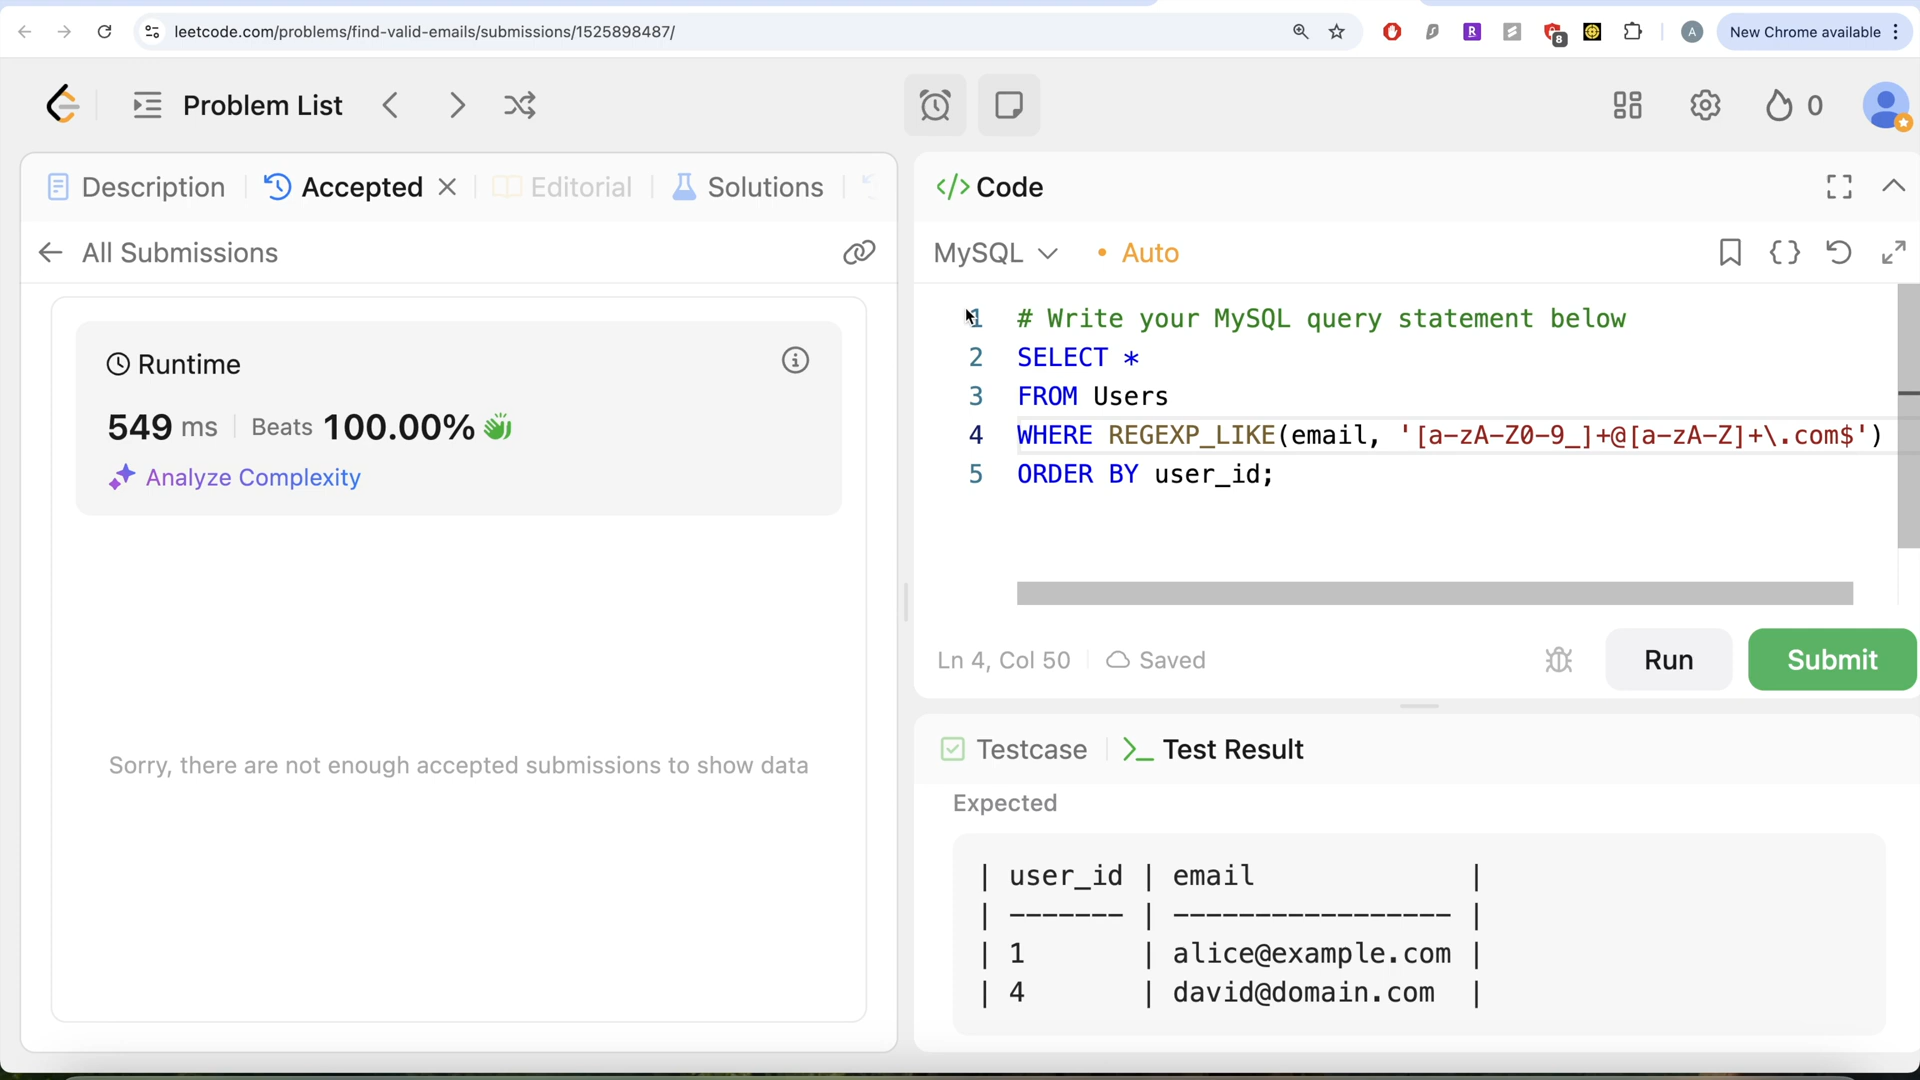 leetcode.com/problems/find-valid-emails/submissions/1525898487/
R
8
A
New Chrome available
Problem List
0
Description
Accepted
Editorial
Solutions
All Submissions
Runtime
549 ms
Beats 100.00%
Analyze Complexity
Sorry, there are not enough accepted submissions to show data
</> Code
MySQL
Auto
1 # Write your MySQL query statement below
2 SELECT *
3 FROM Users
4 WHERE REGEXP_LIKE(email, '[a-zA-Z0-9_]+@[a-zA-Z]+\.com$')
5 ORDER BY user_id;
Ln 4, Col 50
Saved
Run
Submit
Testcase
Test Result
Expected
| user_id | email |
| ------- | ----------------- |
| 1 | alice@example.com |
| 4 | david@domain.com |